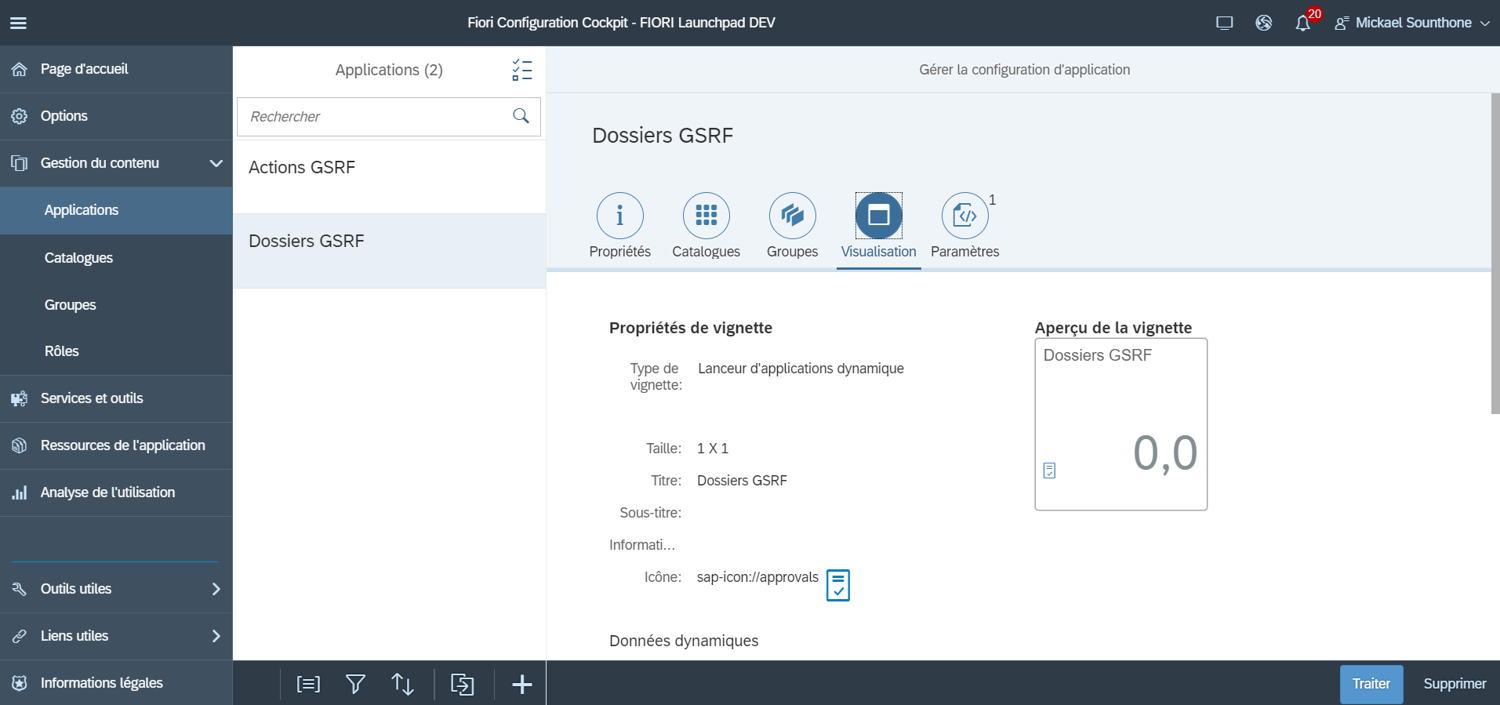 Fiori Configuration Cockpit - FIORI Launchpad DEV
20
Mickael Sounthone
Page d'accueil
Options
Gestion du contenu
Applications
Catalogues
Groupes
Rôles
Services et outils
Ressources de l'application
Analyse de l'utilisation
Outils utiles
Liens utiles
Informations légales
Applications (2)
Rechercher
Actions GSRF
Dossiers GSRF
Gérer la configuration d'application
Dossiers GSRF
1
Propriétés
Catalogues
Groupes
Visualisation
Paramètres
Propriétés de vignette
Type de
vignette:
Lanceur d'applications dynamique
Taille: 1 X 1
Titre: Dossiers GSRF
Sous-titre:
Informati...
Icône: sap-icon://approvals
Données dynamiques
Aperçu de la vignette
Dossiers GSRF
0,0
Traiter
Supprimer